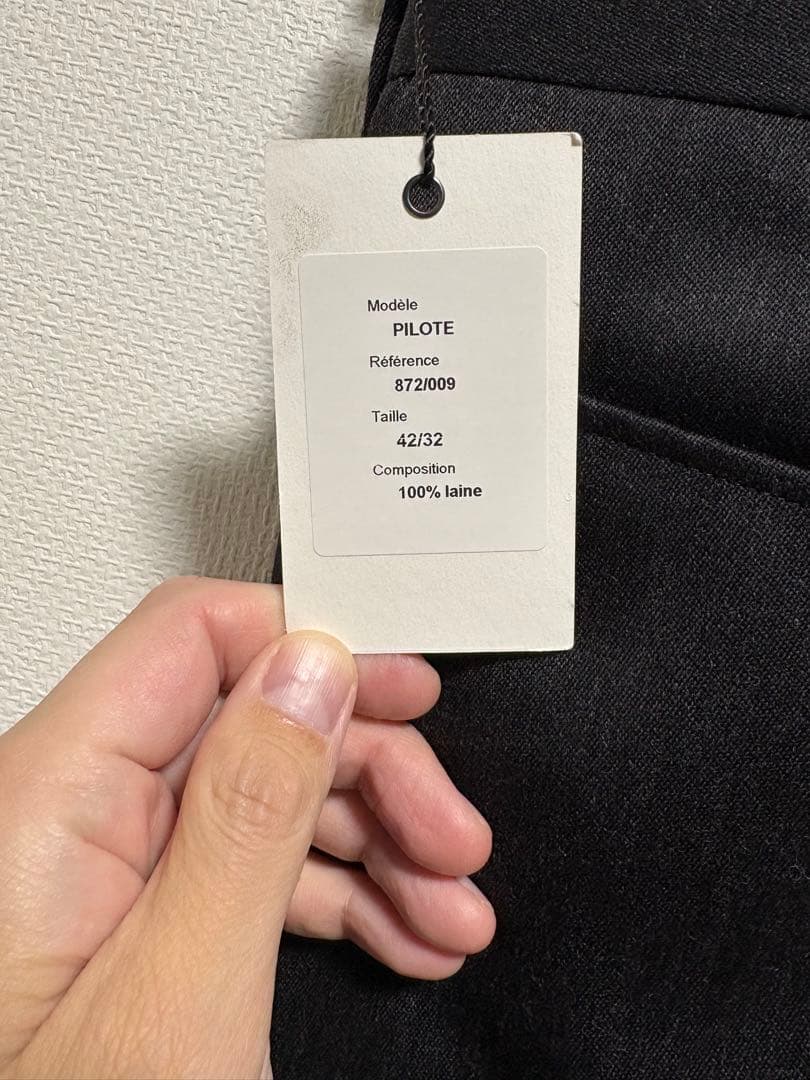 Modèle
PILOTE
Référence
872/009
Taille
42/32
Composition
100% laine